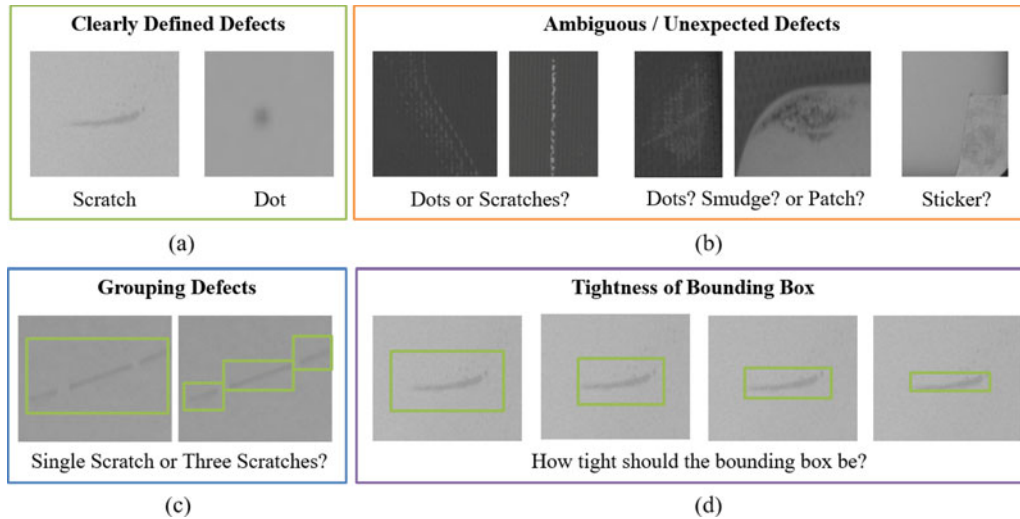 Clearly Defined Defects
Scratch
Dot
(a)
Ambiguous / Unexpected Defects
Dots or Scratches?
Dots? Smudge? or Patch?
Sticker?
(b)
Grouping Defects
Single Scratch or Three Scratches?
(c)
Tightness of Bounding Box
How tight should the bounding box be?
(d)